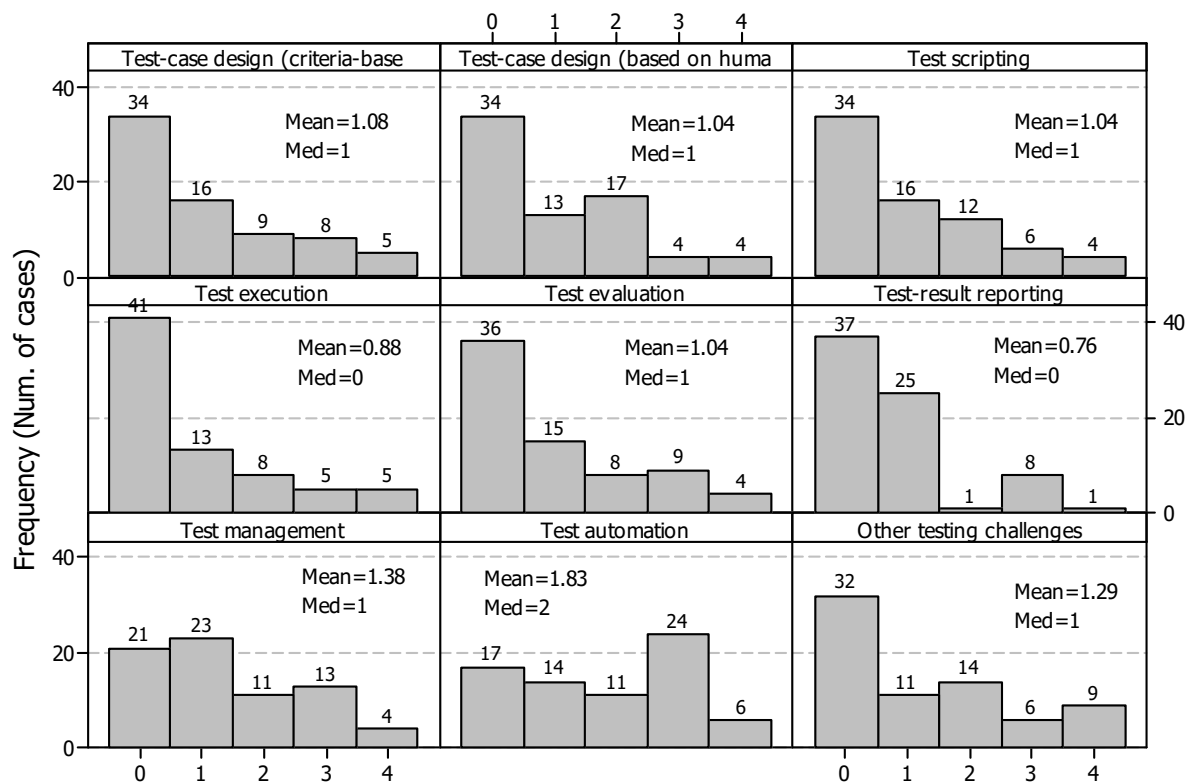 0 1 2 3 4
Test-case design (criteria-base
Test-case design (based on huma
Test scripting
40
20
0
34
16
9
8
5
Mean=1.08
Med=1
34
13
17
4
4
Mean=1.04
Med=1
34
16
12
6
4
Mean=1.04
Med=1
Frequency (Num. of cases)
Test execution
Test evaluation
Test-result reporting
41
13
8
5
5
Mean=0.88
Med=0
36
15
8
9
4
Mean=1.04
Med=1
37
25
1
8
1
Mean=0.76
Med=0
40
20
0
Test management
Test automation
Other testing challenges
40
20
0
21
23
11
13
4
Mean=1.38
Med=1
17
14
11
24
6
Mean=1.83
Med=2
32
11
14
6
9
Mean=1.29
Med=1
0 1 2 3 4
0 1 2 3 4